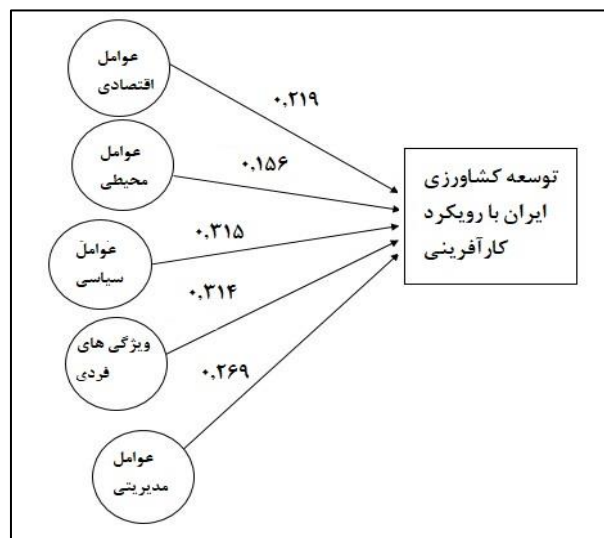 عوامل
اقتصادی
۰,۲۱۹
عوامل
محیطی
۰,۱۵۶
توسعه کشاورزی
ایران با رویکرد
کارآفرینی
عوامل
سیاسی
۰,۳۱۵
۰,۳۱۴
ویژگی های
فردی
۰,۲۶۹
عوامل
مدیریتی